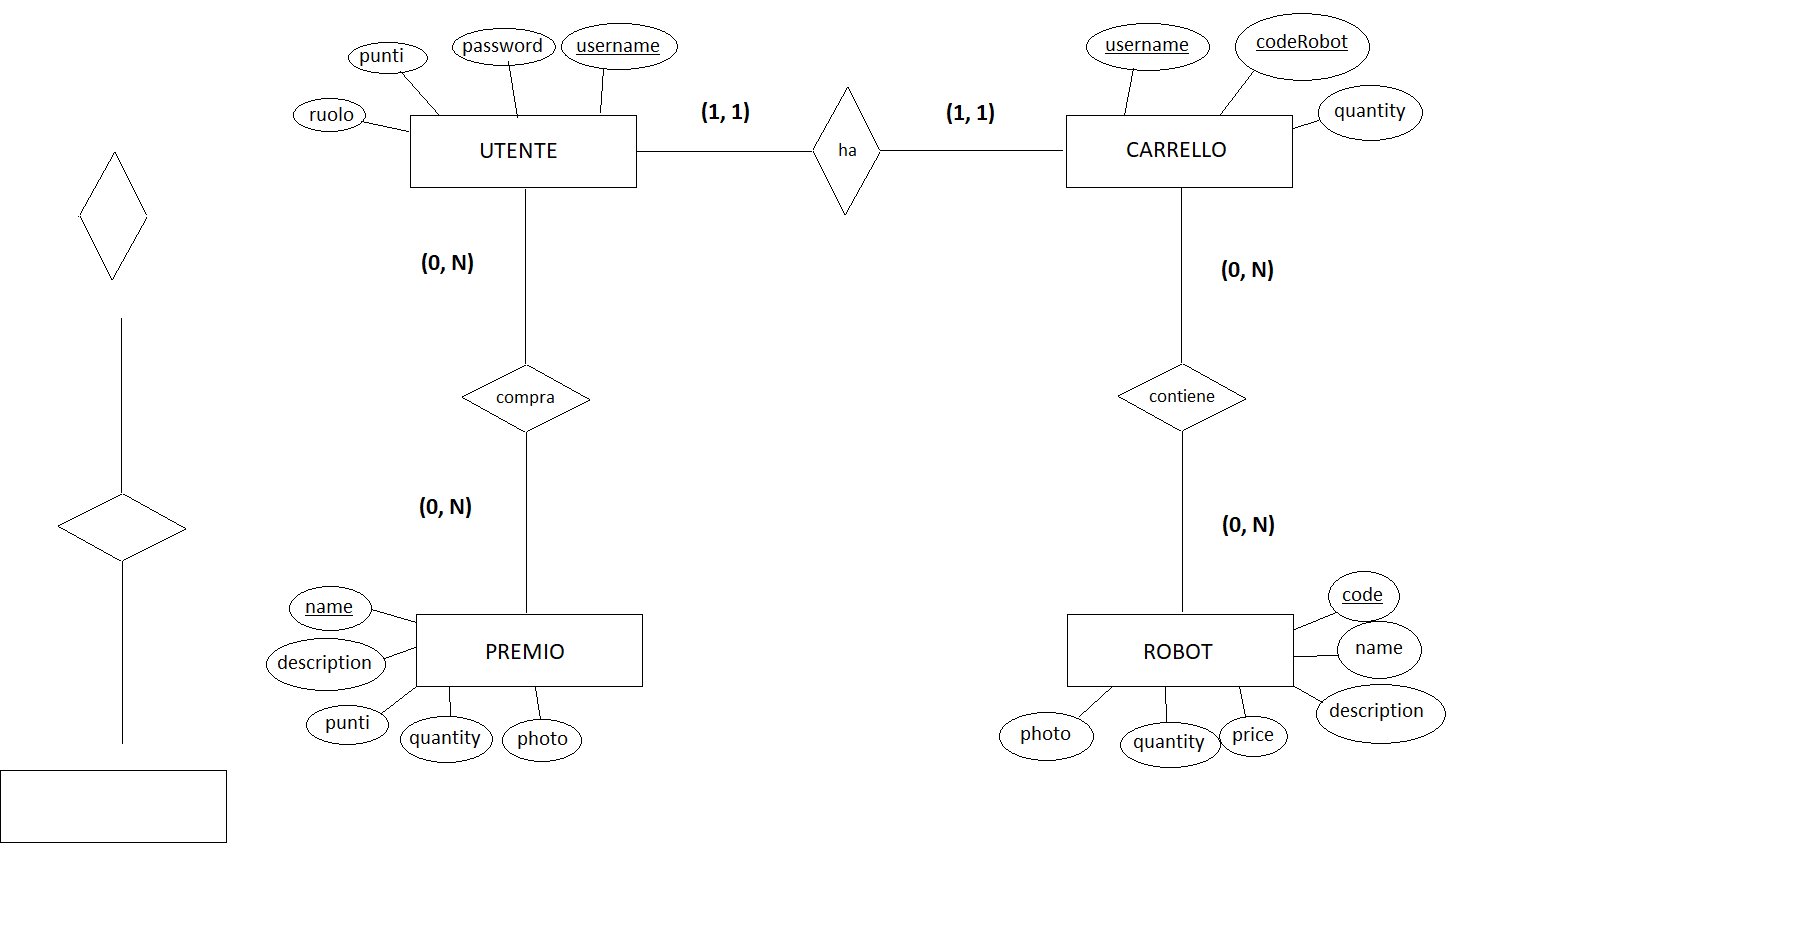 punti
password
username
ruolo
UTENTE
(1, 1)
ha
(1, 1)
username
codeRobot
quantity
CARRELLO
(0, N)
(0, N)
compra
contiene
(0, N)
(0, N)
name
description
punti
quantity
photo
PREMIO
ROBOT
code
name
description
photo
quantity
price